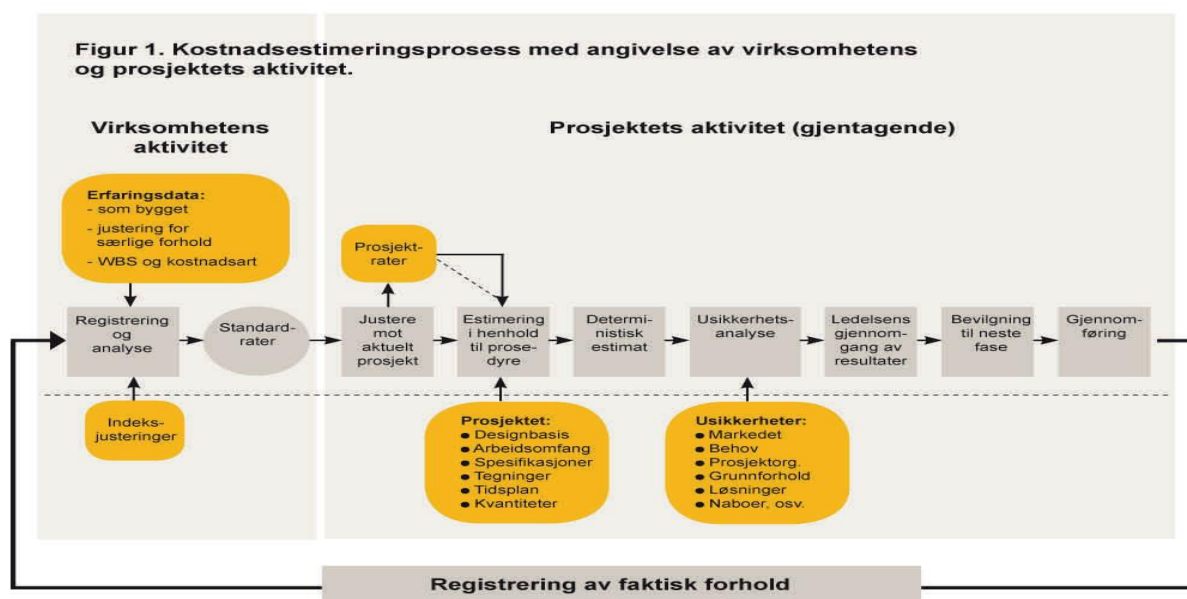 Figur 1. Kostnadsestimeringsprosess med angivelse av virksomhetens
og prosjektets aktivitet.
Virksomhetens
aktivitet
Prosjektets aktivitet (gjentagende)
Erfaringsdata:
- som bygget
- justering for
særlige forhold
- WBS og kostnadsart
Prosjekt-
rater
Registrering
og
analyse
Standard-
rater
Justere
mot
aktuelt
prosjekt
Estimering
i henhold
til prose-
dyre
Determi-
nistisk
estimat
Usikkerhets-
analyse
Ledelsens
gjennom-
gang av
resultater
Bevilgning
til neste
fase
Gjennom-
føring
Indeks-
justeringer
Prosjektet:
● Designbasis
● Arbeidsomfang
● Spesifikasjoner
● Tegninger
● Tidsplan
● Kvantiteter
Usikkerheter:
● Markedet
● Behov
● Prosjektorg.
● Grunnforhold
● Løsninger
● Naboer, osv.
Registrering av faktisk forhold